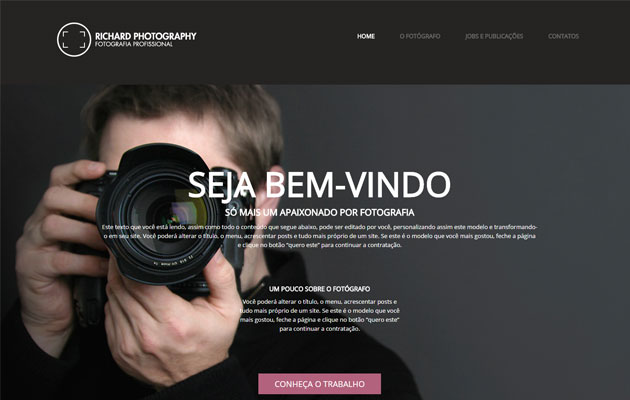 RICHARD PHOTOGRAPHY
FOTOGRAFIA PROFISSIONAL
HOME
O FOTÓGRAFO
JOBS E PUBLICAÇÕES
CONTATOS
SEJA BEM-VINDO
SÓ MAIS UM APAIXONADO POR FOTOGRAFIA
Este texto que você está lendo, assim como todo o conteúdo que segue abaixo, pode ser editado por você, personalizando assim este modelo e transformando-
o em seu site. Você poderá alterar o título, o menu, acrescentar posts e tudo mais próprio de um site. Se este é o modelo que você mais gostou, feche a página
e clique no botão "quero este" para continuar a contratação.
UM POUCO SOBRE O FOTÓGRAFO
Você poderá alterar o título, o menu, acrescentar posts e
tudo mais próprio de um site. Se este é o modelo que você
mais gostou, feche a página e clique no botão "quero este"
para continuar a contratação.
CONHEÇA O TRABALHO